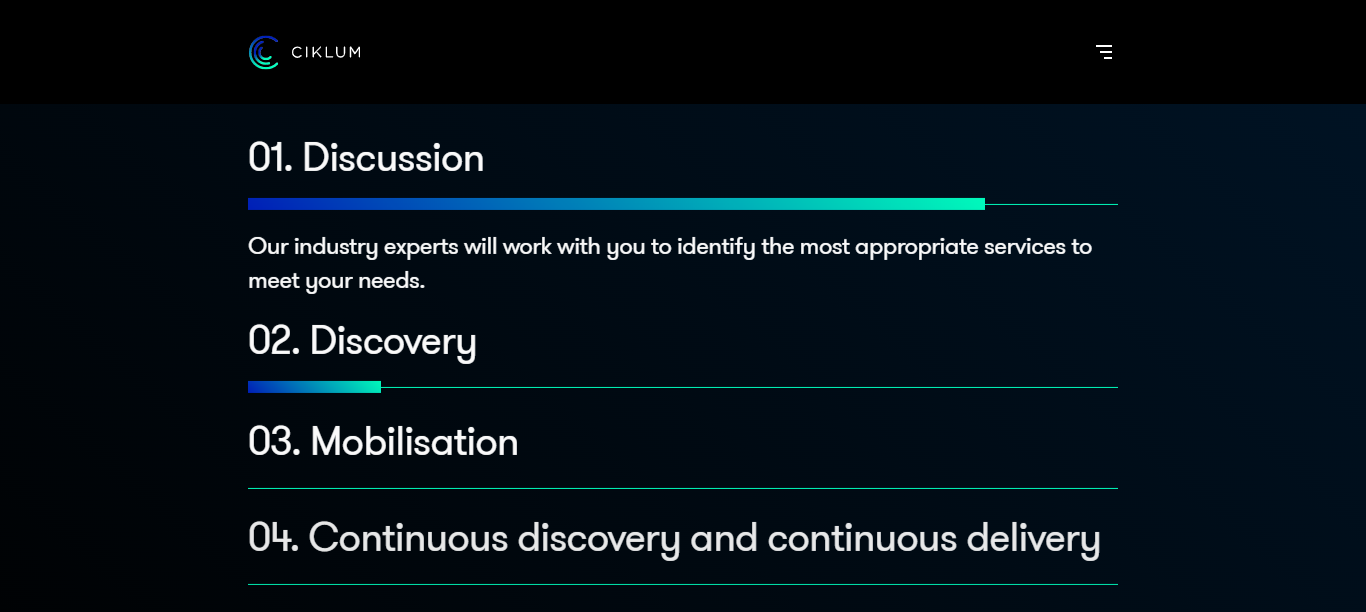 CIKLUM
01. Discussion
Our industry experts will work with you to identify the most appropriate services to
meet your needs.
02. Discovery
03. Mobilisation
04. Continuous discovery and continuous delivery